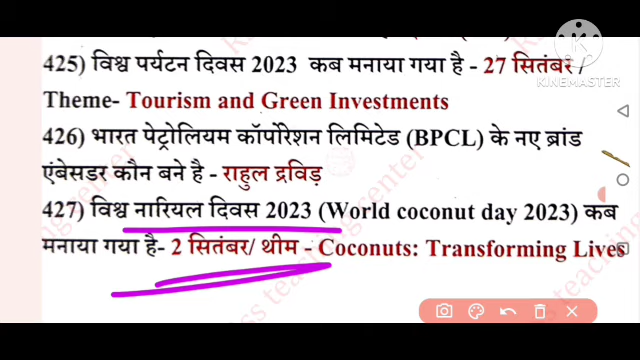 425) विश्व पर्यटन दिवस 2023 कब मनाया गया है - 27 सितंबर /
Theme- Tourism and Green Investments
426) भारत पेट्रोलियम कॉर्पोरेशन लिमिटेड (BPCL) के नए ब्रांड
एंबेसडर कौन बने है - राहुल द्रविड़
427) विश्व नारियल दिवस 2023 (World coconut day 2023) कब
मनाया गया है- 2 सितंबर/ थीम - Coconuts: Transforming Lives
KINEMASTER